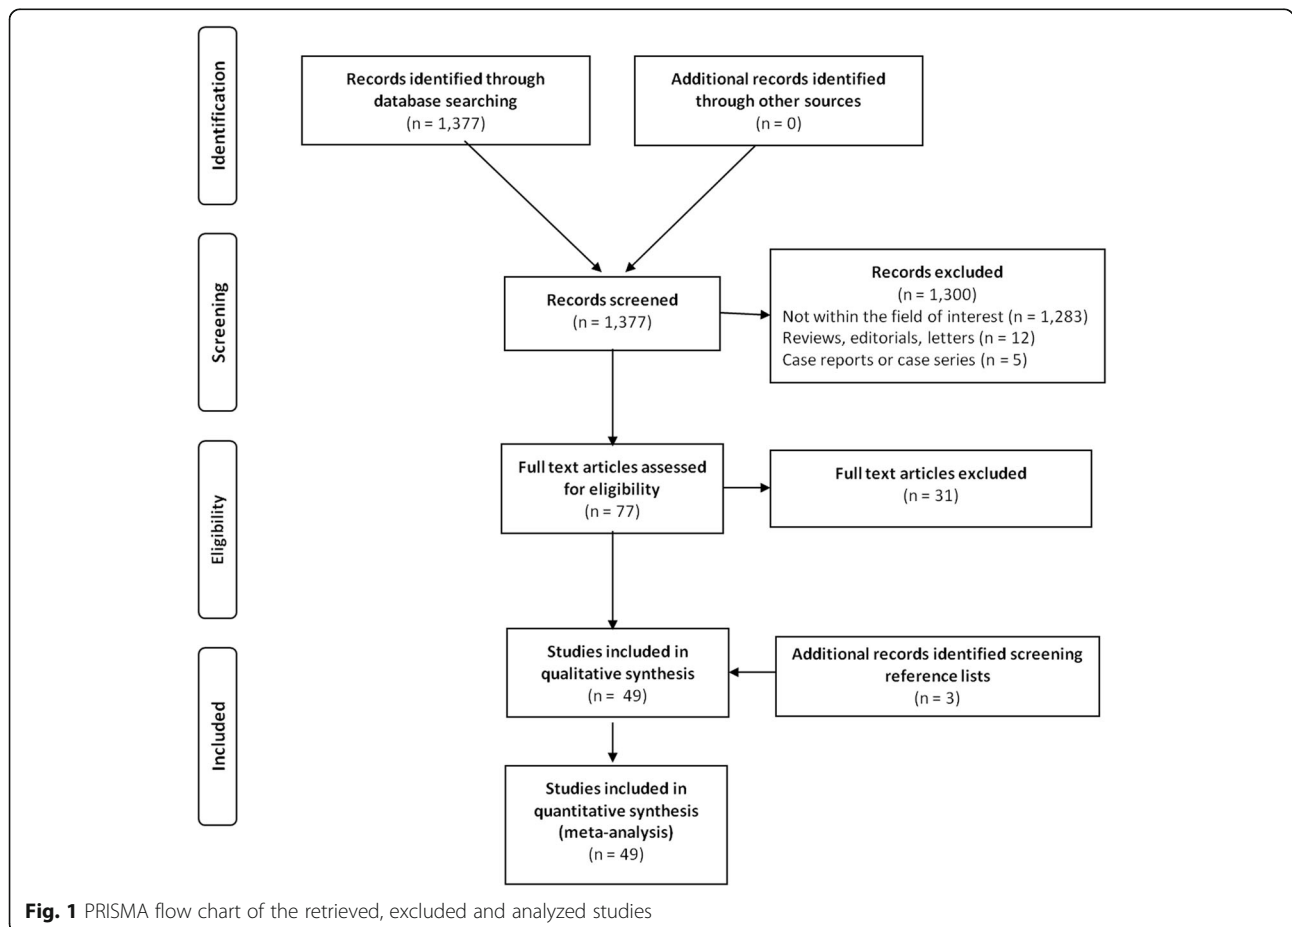 Identification
Records identified through
database searching
(n = 1,377)
Additional records identified
through other sources
(n = 0)
Screening
Records screened
(n = 1,377)
Records excluded
(n = 1,300)
Not within the field of interest (n = 1,283)
Reviews, editorials, letters (n = 12)
Case reports or case series (n = 5)
Eligibility
Full text articles assessed
for eligibility
(n = 77)
Full text articles excluded
(n = 31)
Included
Studies included in
qualitative synthesis
(n = 49)
Additional records identified screening
reference lists
(n = 3)
Studies included in
quantitative synthesis
(meta-analysis)
(n = 49)
Fig. 1 PRISMA flow chart of the retrieved, excluded and analyzed studies